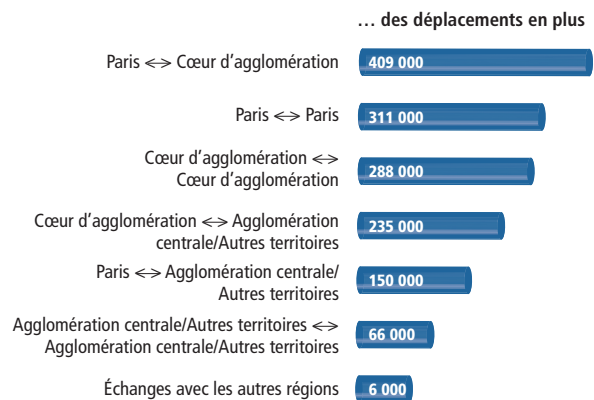 … des déplacements en plus
Paris <-> Cœur d'agglomération
409 000
Paris <-> Paris
311 000
Cœur d'agglomération <->
Cœur d'agglomération
288 000
Cœur d'agglomération <-> Agglomération
centrale/Autres territoires
235 000
Paris <-> Agglomération centrale/
Autres territoires
150 000
Agglomération centrale/Autres territoires <->
Agglomération centrale/Autres territoires
66 000
Échanges avec les autres régions
6 000